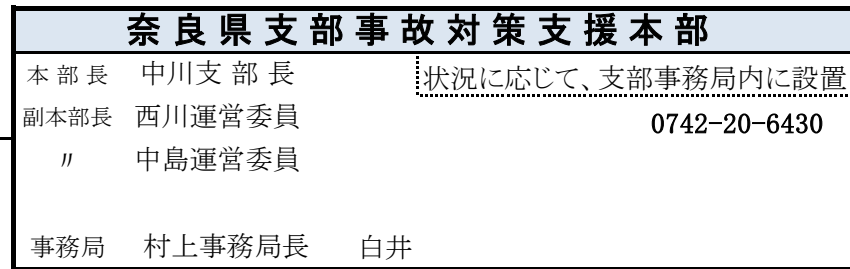 奈良県支部事故対策支援本部
本部長 中川支部長 状況に応じて、支部事務局内に設置
副本部長 西川運営委員 0742-20-6430
〃 中島運営委員
事務局 村上事務局長 白井